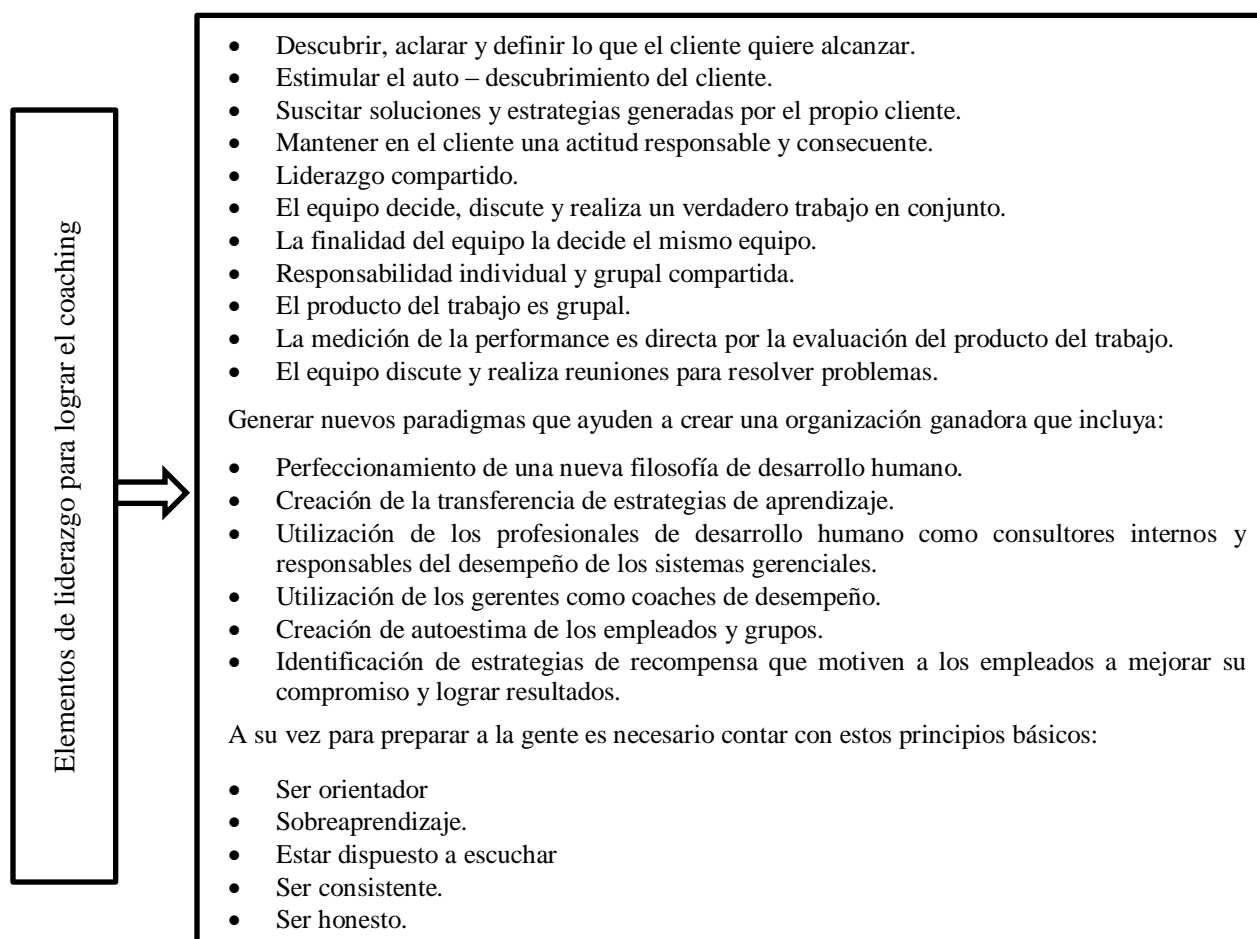 Elementos de liderazgo para lograr el coaching
• Descubrir, aclarar y definir lo que el cliente quiere alcanzar.
• Estimular el auto – descubrimiento del cliente.
• Suscitar soluciones y estrategias generadas por el propio cliente.
• Mantener en el cliente una actitud responsable y consecuente.
• Liderazgo compartido.
• El equipo decide, discute y realiza un verdadero trabajo en conjunto.
• La finalidad del equipo la decide el mismo equipo.
• Responsabilidad individual y grupal compartida.
• El producto del trabajo es grupal.
• La medición de la performance es directa por la evaluación del producto del trabajo.
• El equipo discute y realiza reuniones para resolver problemas.
Generar nuevos paradigmas que ayuden a crear una organización ganadora que incluya:
• Perfeccionamiento de una nueva filosofía de desarrollo humano.
• Creación de la transferencia de estrategias de aprendizaje.
• Utilización de los profesionales de desarrollo humano como consultores internos y
responsables del desempeño de los sistemas gerenciales.
• Utilización de los gerentes como coaches de desempeño.
• Creación de autoestima de los empleados y grupos.
• Identificación de estrategias de recompensa que motiven a los empleados a mejorar su
compromiso y lograr resultados.
A su vez para preparar a la gente es necesario contar con estos principios básicos:
• Ser orientador
• Sobreaprendizaje.
• Estar dispuesto a escuchar
• Ser consistente.
• Ser honesto.